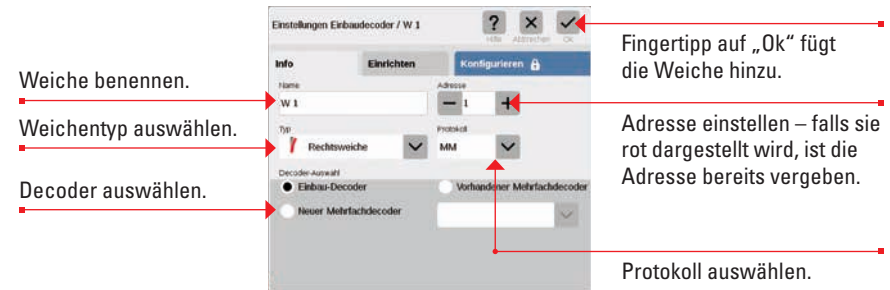 Einstellungen Einbaudecoder / W 1
?
Hilfe
Abbrechen
Ok
Fingertipp auf „Ok“ fügt
die Weiche hinzu.
Info
Einrichten
Konfigurieren
Weiche benennen.
Name
Adresse
W 1
1
Weichentyp auswählen.
Adresse einstellen – falls sie
rot dargestellt wird, ist die
Adresse bereits vergeben.
Typ
Protokoll
Rechtsweiche
MM
Decoder auswählen.
Decoder-Auswahl
Einbau-Decoder
Vorhandener Mehrfachdecoder
Neuer Mehrfachdecoder
Protokoll auswählen.